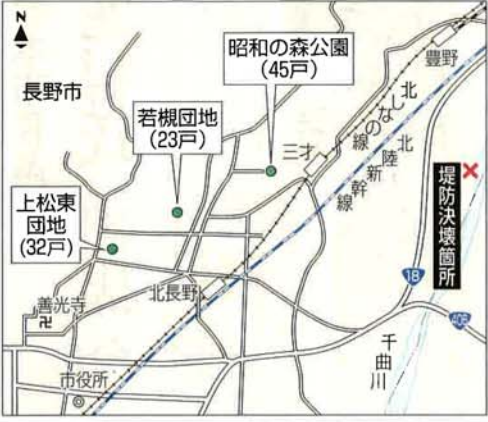 N
昭和の森公園
(45戸)
豊野
長野市
若槻団地
(23戸)
北しなの線
北陸新幹線
三才
堤防決壊箇所
上松東
団地
(32戸)
18
北長野
善光寺
卍
406
千曲川
市役所